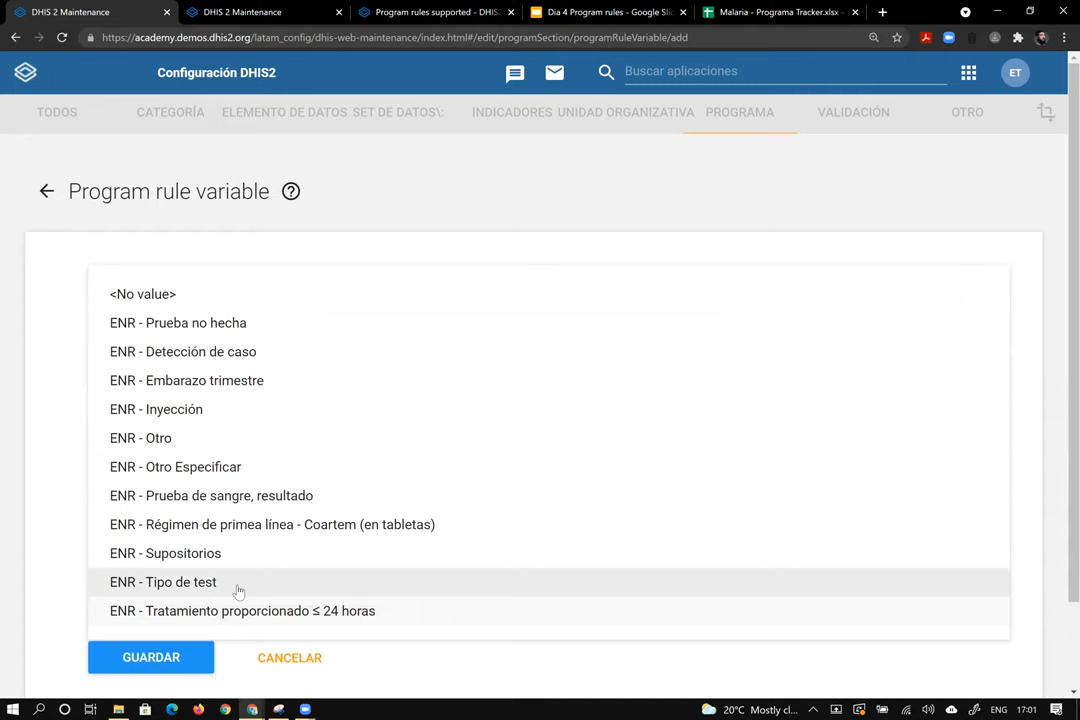 DHIS 2 Maintenance
DHIS 2 Maintenance
Program rules supported - DHIS
Dia 4 Program rules - Google Sli
Malaria - Programa Tracker.xlsx -
https://academy.demos.dhis2.org/latam_config/dhis-web-maintenance/index.html#/edit/programSection/programRuleVariable/add
Configuración DHIS2
Buscar aplicaciones
ET
TODOS CATEGORÍA ELEMENTO DE DATOS SET DE DATOS\: INDICADORES UNIDAD ORGANIZATIVA PROGRAMA VALIDACIÓN OTRO
Program rule variable
<No value>
ENR - Prueba no hecha
ENR - Detección de caso
ENR - Embarazo trimestre
ENR - Inyección
ENR - Otro
ENR - Otro Especificar
ENR - Prueba de sangre, resultado
ENR - Régimen de primea línea - Coartem (en tabletas)
ENR - Supositorios
ENR - Tipo de test
ENR - Tratamiento proporcionado ≤ 24 horas
GUARDAR CANCELAR
20°C Mostly cl... ENG 17:01